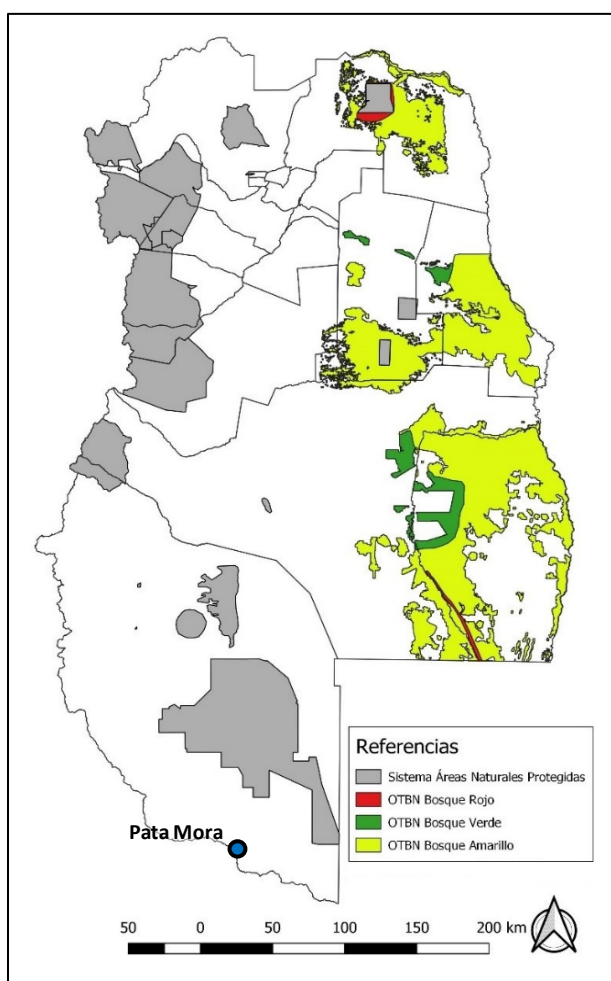 Referencias
Sistema Áreas Naturales Protegidas
OTBN Bosque Rojo
OTBN Bosque Verde
OTBN Bosque Amarillo
Pata Mora
50 0 50 100 150 200 km